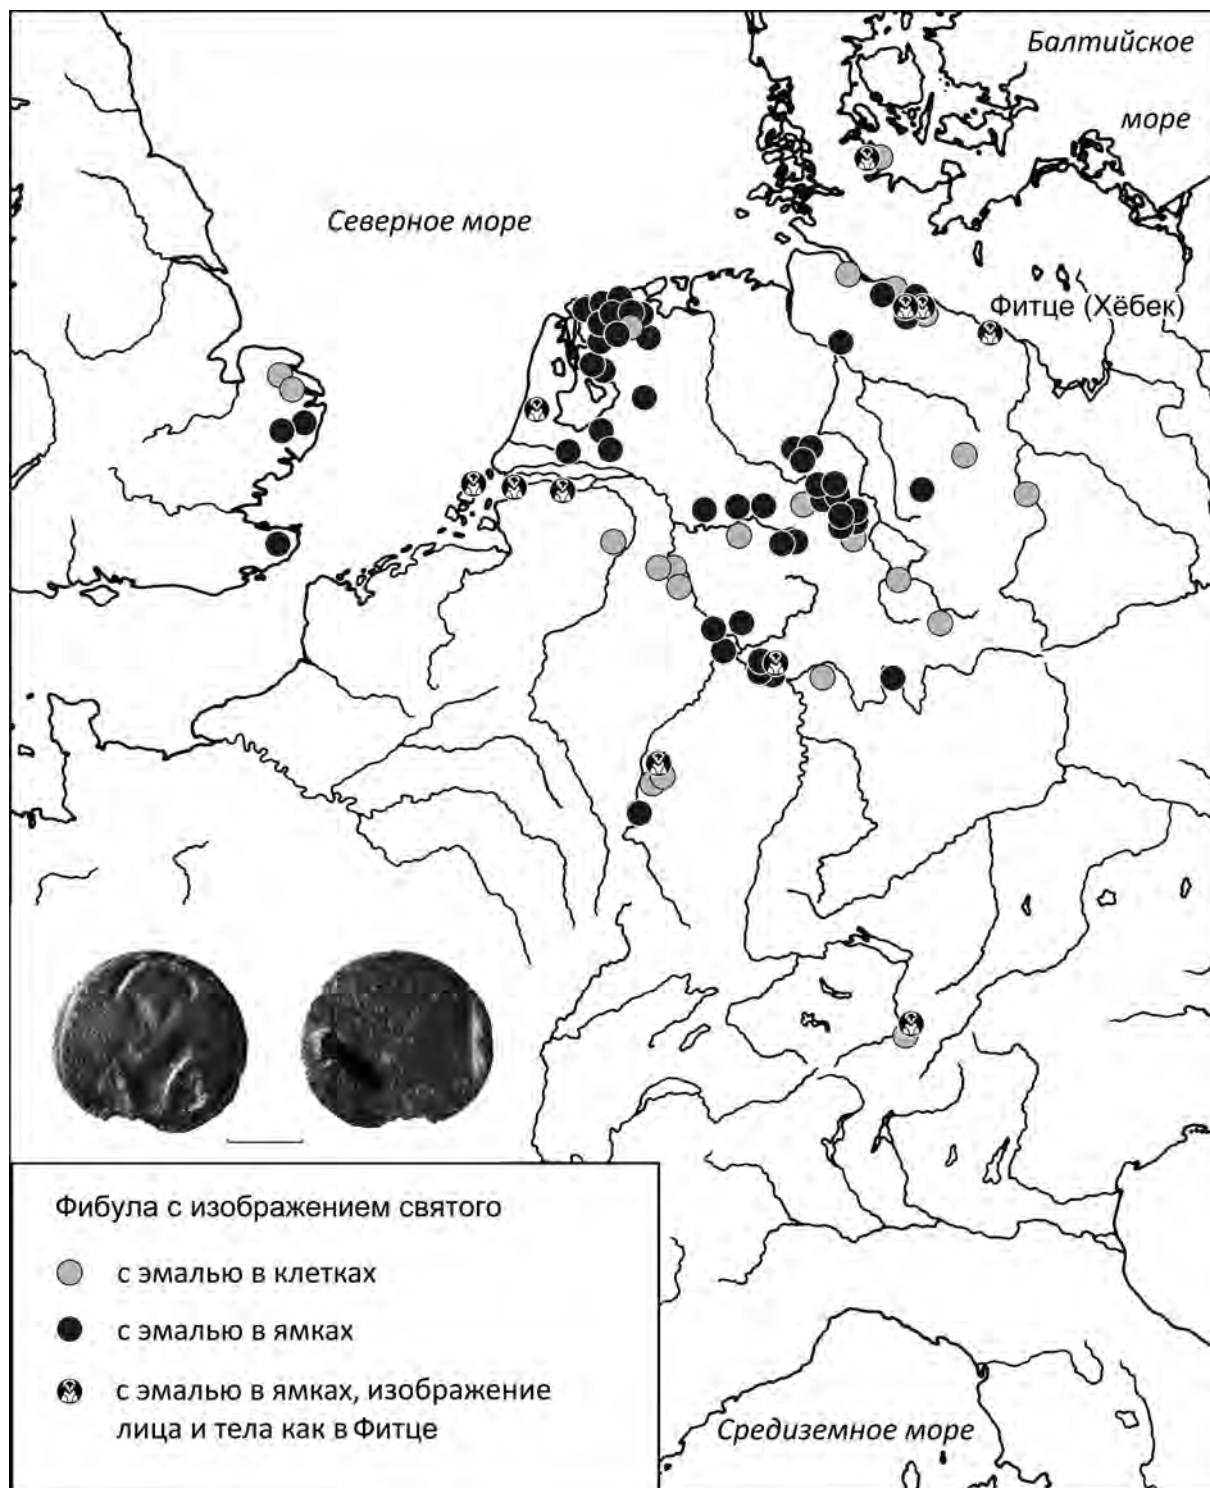 Балтийское
море
Северное море
Фитце (Хёбек)
Фибула с изображением святого
с эмалью в клетках
с эмалью в ямках
с эмалью в ямках, изображение
лица и тела как в Фитце
Средиземное море